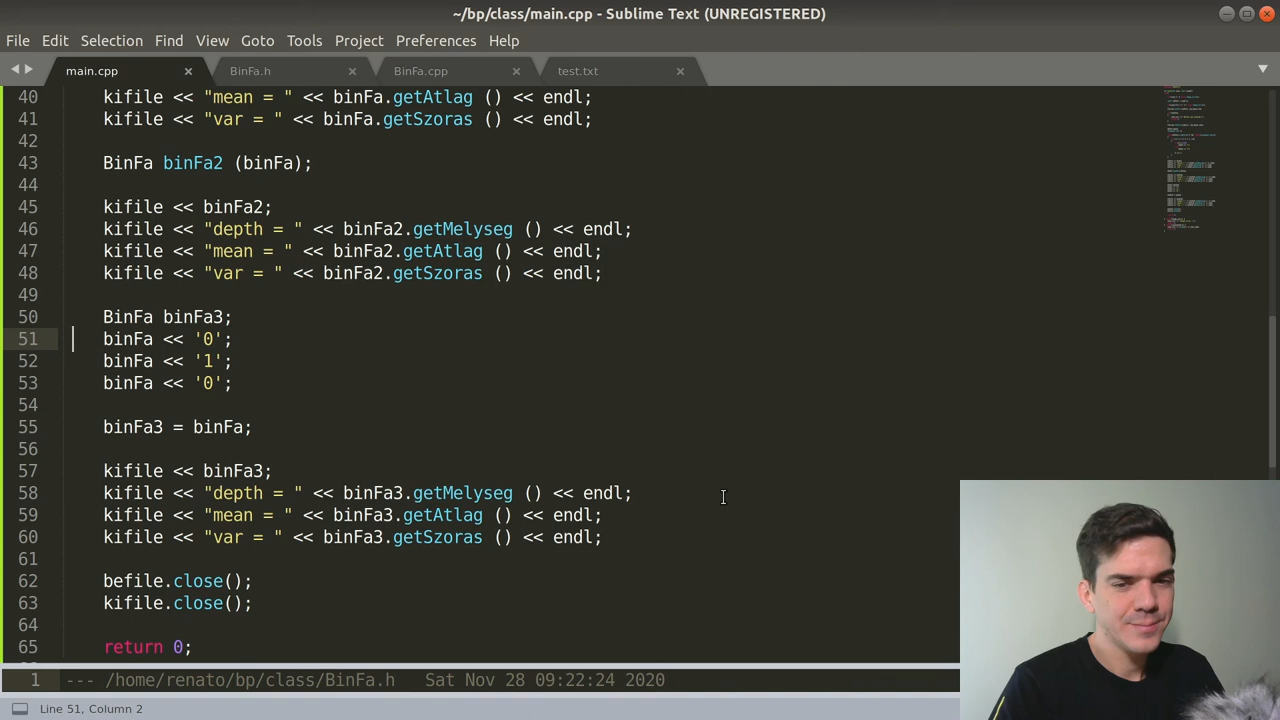 ~/bp/class/main.cpp - Sublime Text (UNREGISTERED)
File Edit Selection Find View Goto Tools Project Preferences Help
main.cpp BinFa.h BinFa.cpp test.txt
40 kifile << "mean = " << binFa.getAtlag () << endl;
41 kifile << "var = " << binFa.getSzoras () << endl;
42
43 BinFa binFa2 (binFa);
44
45 kifile << binFa2;
46 kifile << "depth = " << binFa2.getMelyseg () << endl;
47 kifile << "mean = " << binFa2.getAtlag () << endl;
48 kifile << "var = " << binFa2.getSzoras () << endl;
49
50 BinFa binFa3;
51 binFa << '0';
52 binFa << '1';
53 binFa << '0';
54
55 binFa3 = binFa;
56
57 kifile << binFa3;
58 kifile << "depth = " << binFa3.getMelyseg () << endl;
59 kifile << "mean = " << binFa3.getAtlag () << endl;
60 kifile << "var = " << binFa3.getSzoras () << endl;
61
62 befile.close();
63 kifile.close();
64
65 return 0;
1 --- /home/renato/bp/class/BinFa.h Sat Nov 28 09:22:24 2020
Line 51, Column 2